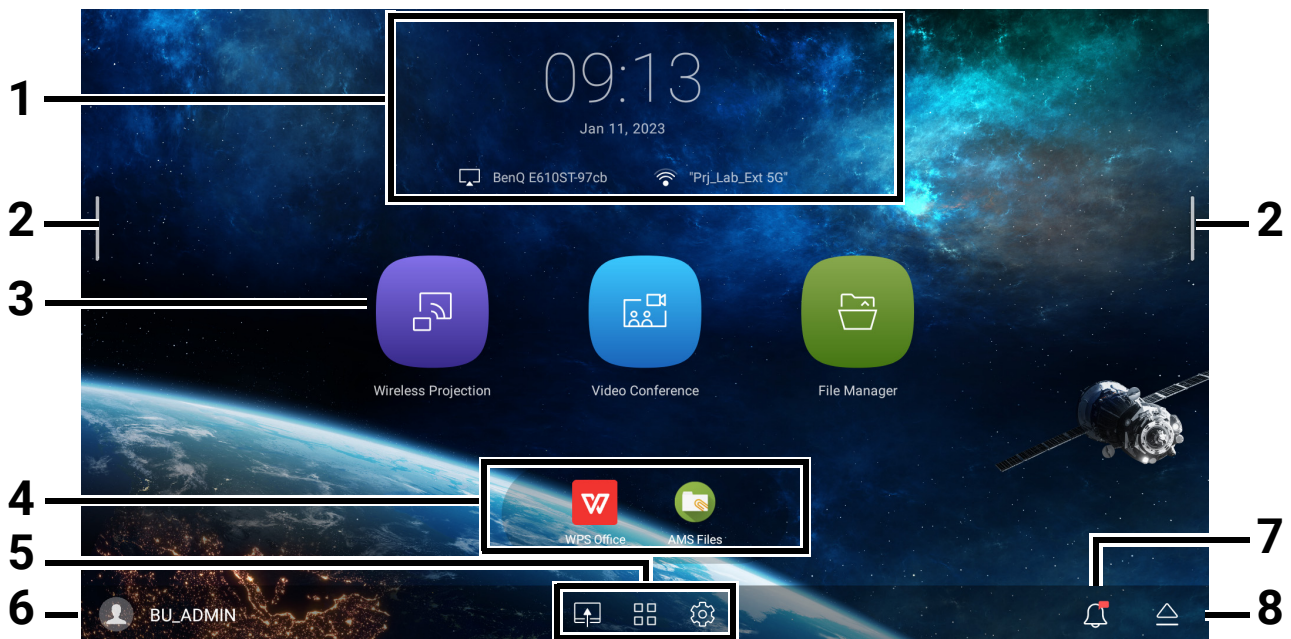 1
09:13
Jan 11, 2023
BenQ E610ST-97cb "Prj_Lab_Ext 5G"
2 2
3
Wireless Projection Video Conference File Manager
4
WPS Office AMS Files
5
7
6 BU_ADMIN 8